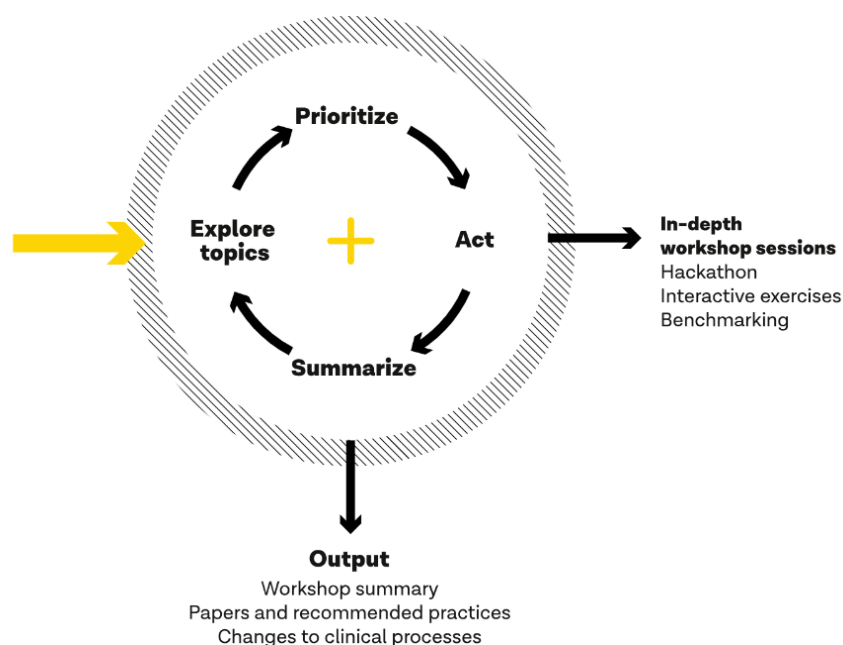 Prioritize
Explore
topics
Act
Summarize
In-depth
workshop sessions
Hackathon
Interactive exercises
Benchmarking
Output
Workshop summary
Papers and recommended practices
Changes to clinical processes